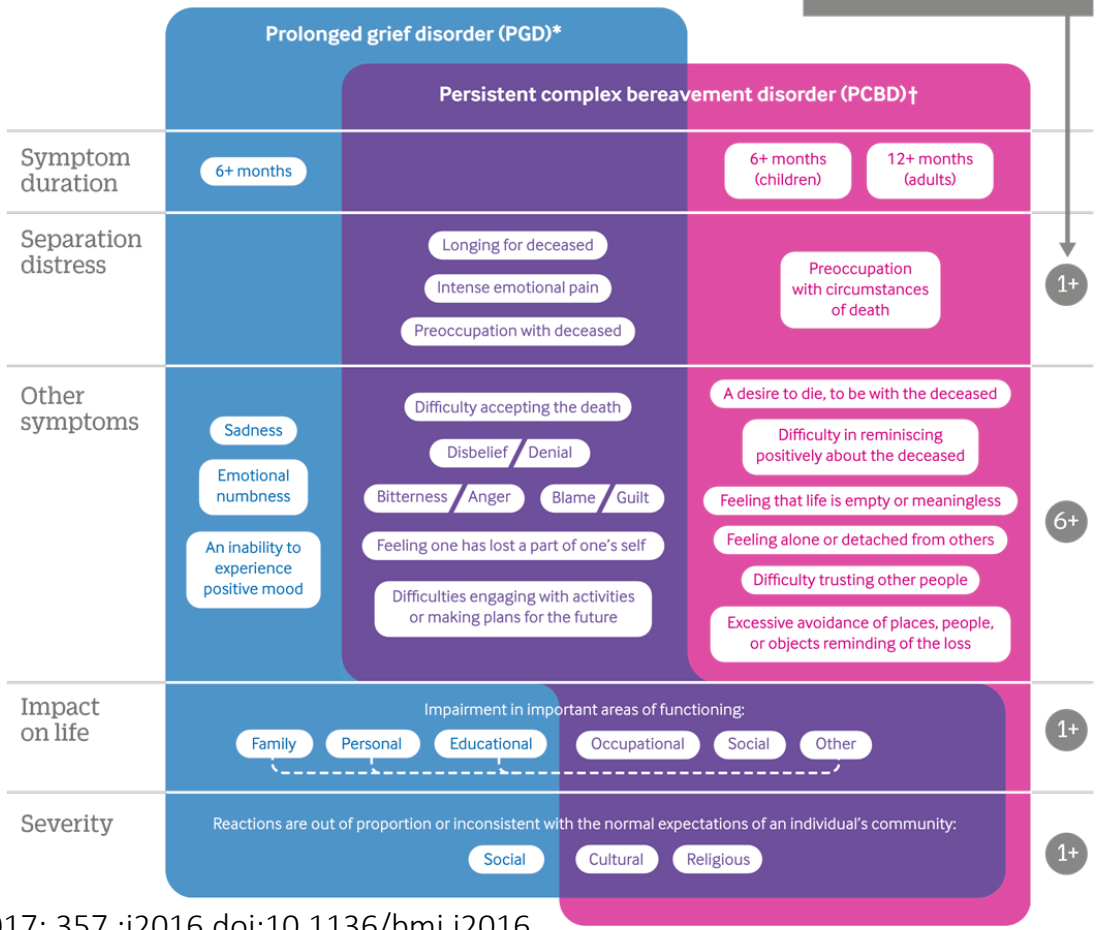 Prolonged grief disorder (PGD)*
Persistent complex bereavement disorder (PCBD)†
Symptom
duration
6+ months
6+ months
(children)
12+ months
(adults)
Separation
distress
Longing for deceased
Intense emotional pain
Preoccupation with deceased
Preoccupation
with circumstances
of death
1+
Other
symptoms
Sadness
Emotional
numbness
An inability to
experience
positive mood
Difficulty accepting the death
Disbelief / Denial
Bitterness / Anger
Blame / Guilt
Feeling one has lost a part of one's self
Difficulties engaging with activities
or making plans for the future
A desire to die, to be with the deceased
Difficulty in reminiscing
positively about the deceased
Feeling that life is empty or meaningless
Feeling alone or detached from others
Difficulty trusting other people
Excessive avoidance of places, people,
or objects reminding of the loss
6+
Impact
on life
Impairment in important areas of functioning:
Family
Personal
Educational
Occupational
Social
Other
1+
Severity
Reactions are out of proportion or inconsistent with the normal expectations of an individual's community:
Social
Cultural
Religious
1+